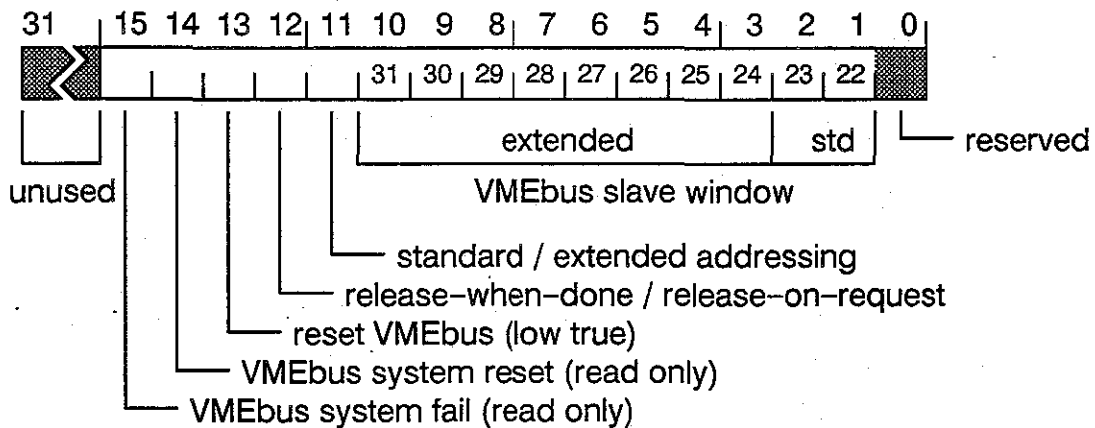 31 15 14 13 12 11 10 9 8 7 6 5 4 3 2 1 0
31 30 29 28 27 26 25 24 23 22
extended std reserved
unused VMEbus slave window
standard / extended addressing
release–when–done / release–on–request
reset VMEbus (low true)
VMEbus system reset (read only)
VMEbus system fail (read only)